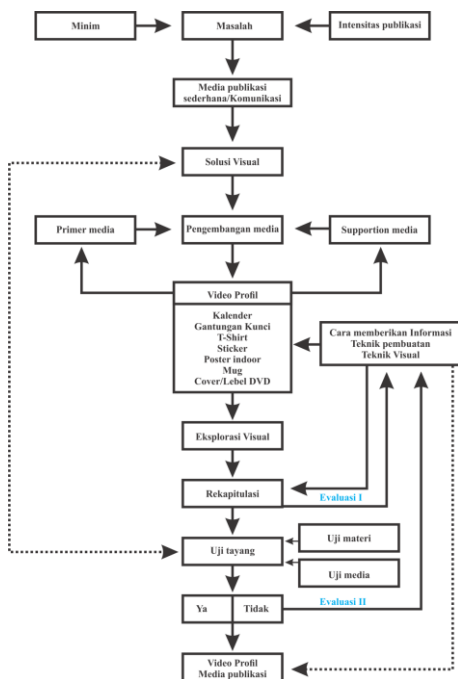 Minim
Masalah
Intensitas publikasi
Media publikasi
sederhana/Komunikasi
Solusi Visual
Primer media
Pengembangan media
Supportion media
Video Profil
Kalender
Gantungan Kunci
T-Shirt
Sticker
Poster indoor
Mug
Cover/Lebel DVD
Cara memberikan Informasi
Teknik pembuatan
Teknik Visual
Eksplorasi Visual
Rekapitulasi
Evaluasi I
Uji tayang
Uji materi
Uji media
Ya
Tidak
Evaluasi II
Video Profil
Media publikasi